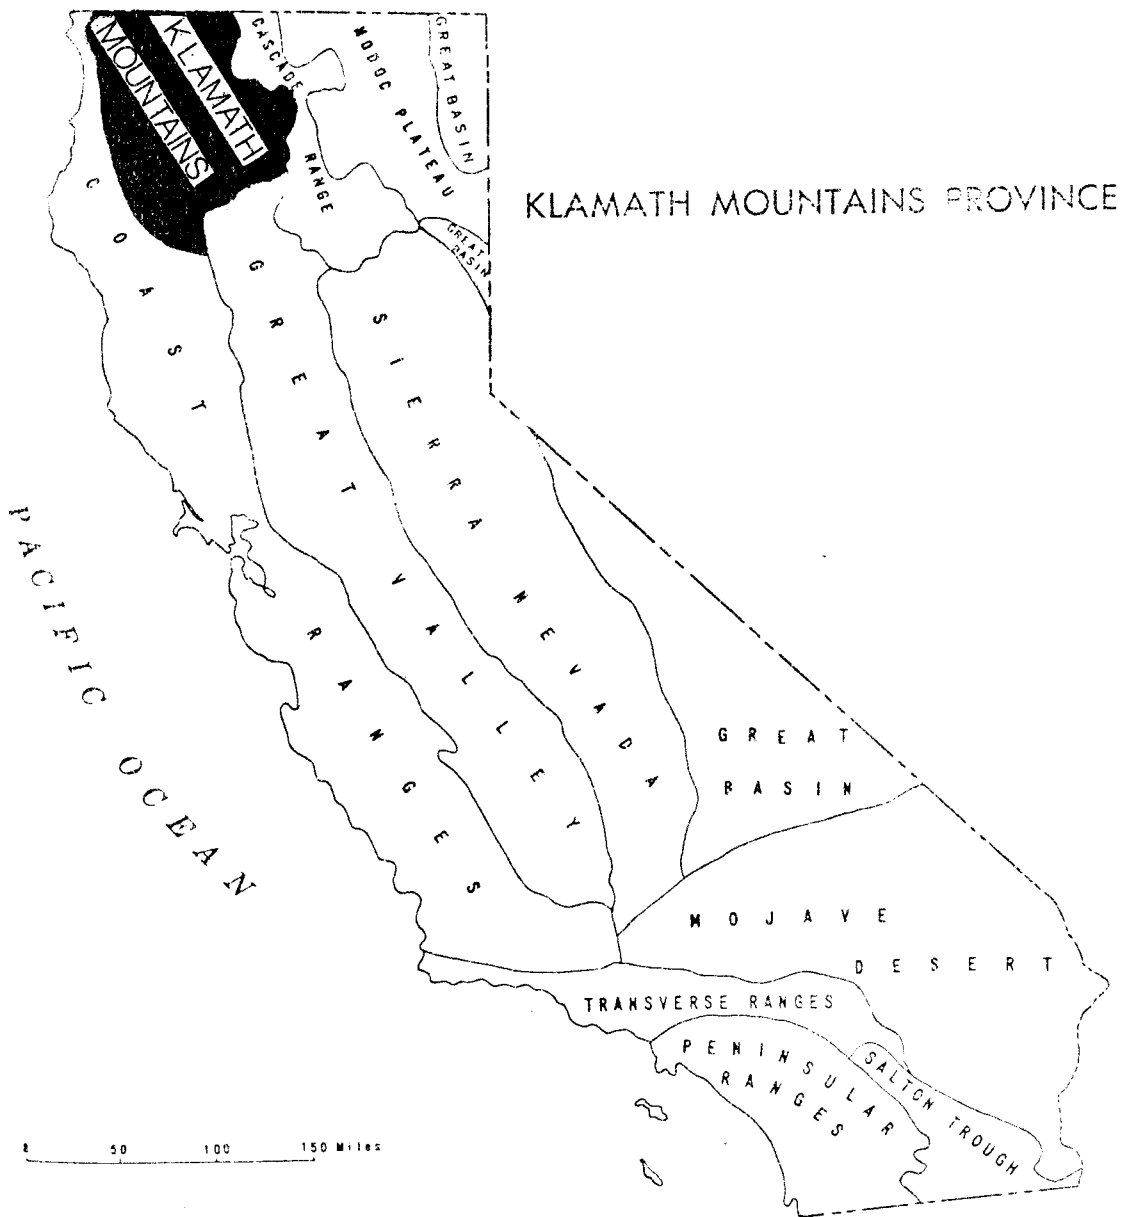 KLAMATH
MOUNTAINS
CASCADE
RANGE
MODOC PLATEAU
GREAT BASIN
KLAMATH MOUNTAINS PROVINCE
GREAT
BASIN
COAST
RANGES
GREAT VALLEY
SIERRA NEVADA
PACIFIC OCEAN
GREAT
BASIN
MOJAVE
DESERT
TRANSVERSE RANGES
PENINSULAR
RANGES
SALTON TROUGH
50 100 150 Miles